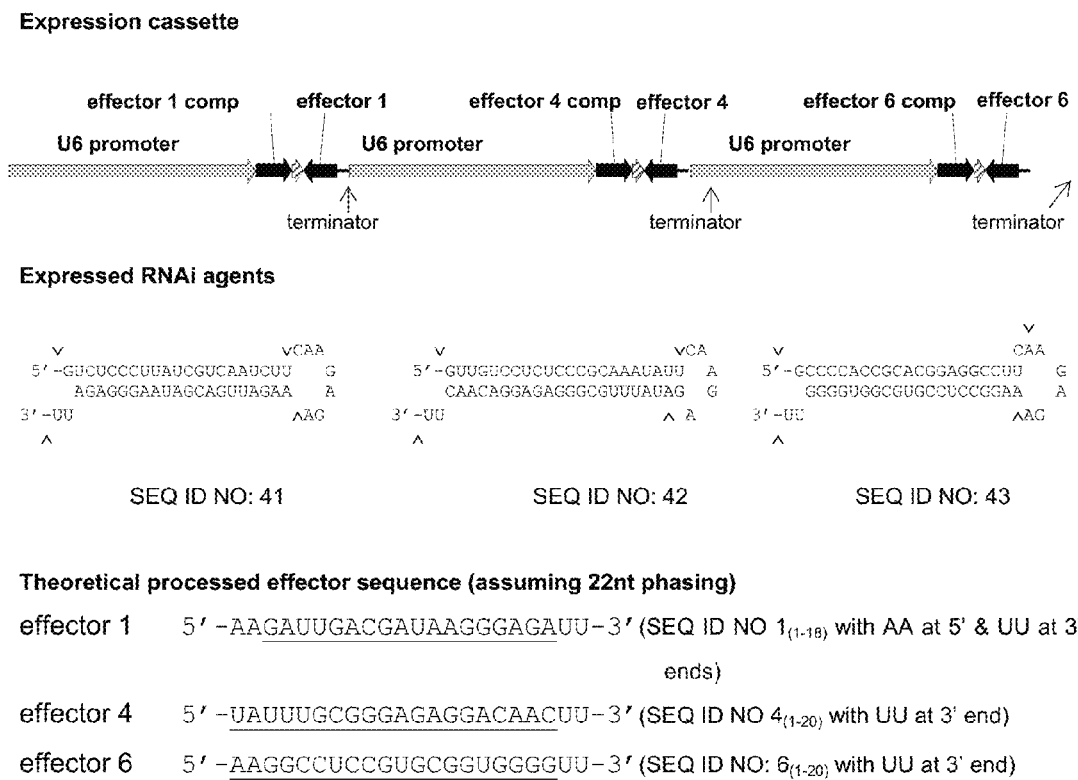 Expression cassette
effector 1 comp effector 1 effector 4 comp effector 4 effector 6 comp effector 6
U6 promoter U6 promoter U6 promoter
terminator terminator terminator
Expressed RNAi agents
CAA CA CAA
5'-GUCUCCCUUAUCGUCAAUCUU G 5'-GUUGUCCUCUCCCGCAAAUAUU A 5'-GCCCCACCGCACGGAGGCCUU G
AGAGGGAAUAGCAGUUAGAA A CAACAGGAGAGGGCGUUUAUAG G GGGGUGGCGUGCCUCCGGAA A
3'-UU AAG 3'-UU A 3'-UU AG
SEQ ID NO: 41 SEQ ID NO: 42 SEQ ID NO: 43
Theoretical processed effector sequence (assuming 22nt phasing)
effector 1 5'-AAGAUUGACGAUAAGGGAGAUU-3' (SEQ ID NO 1(1-18) with AA at 5' & UU at 3
ends)
effector 4 5'-UAUUUGCGGGAGAGGACAACUU-3' (SEQ ID NO 4(1-20) with UU at 3' end)
effector 6 5'-AAGGCCUCCGUGCGGUGGGGUU-3' (SEQ ID NO: 6(1-20) with UU at 3' end)